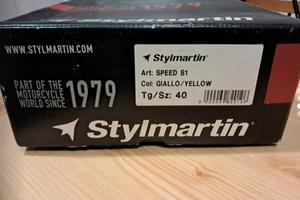 WWW.STYLMARTIN.COM
PART OF THE
MOTORCYCLE
WORLD SINCE
1979
Stylmartin®
Art: SPEED S1
Col: GIALLO/YELLOW
Tg/Sz: 40
Stylmartin®